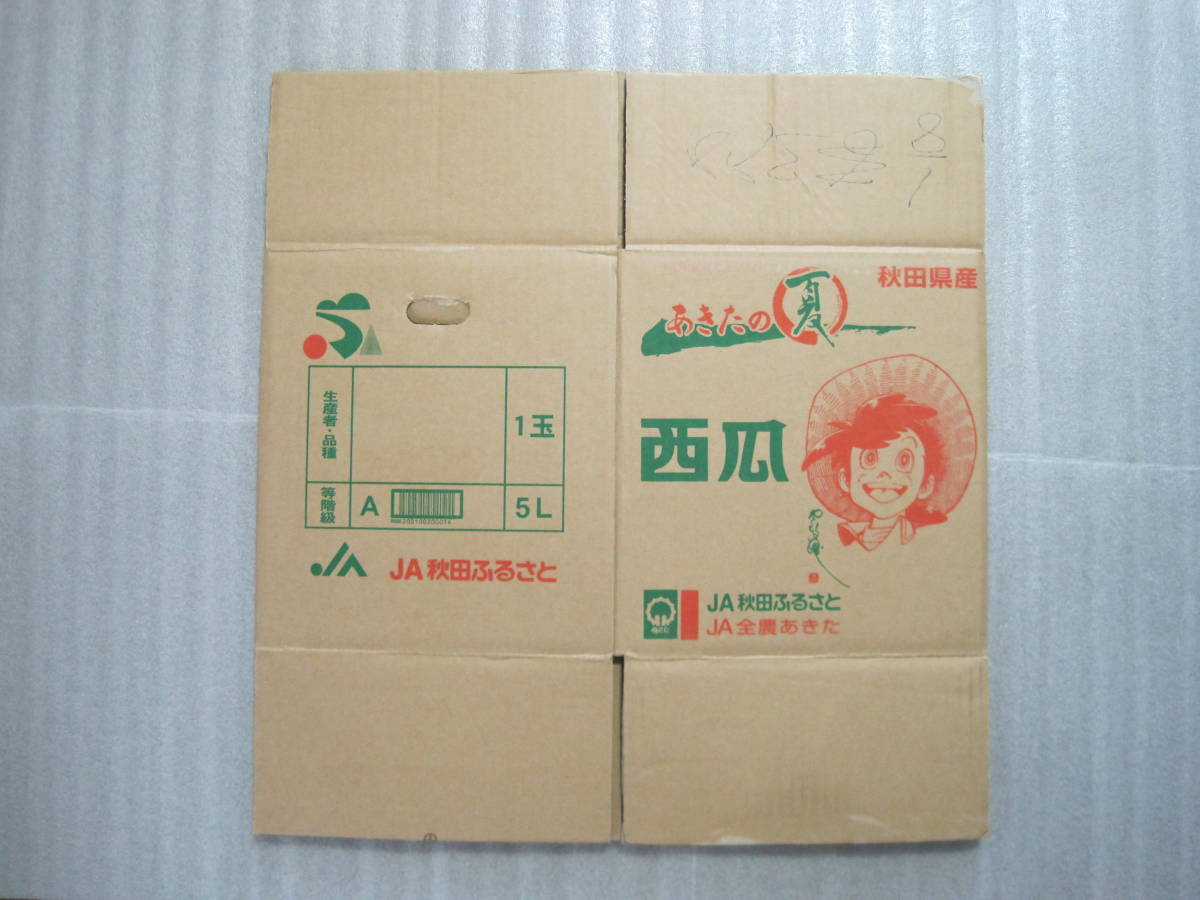 8/1
生産者・品種
1玉
等階級
A
5L
JA秋田ふるさと
秋田県産
あきたの夏
西瓜
JA秋田ふるさと
JA全農あきた